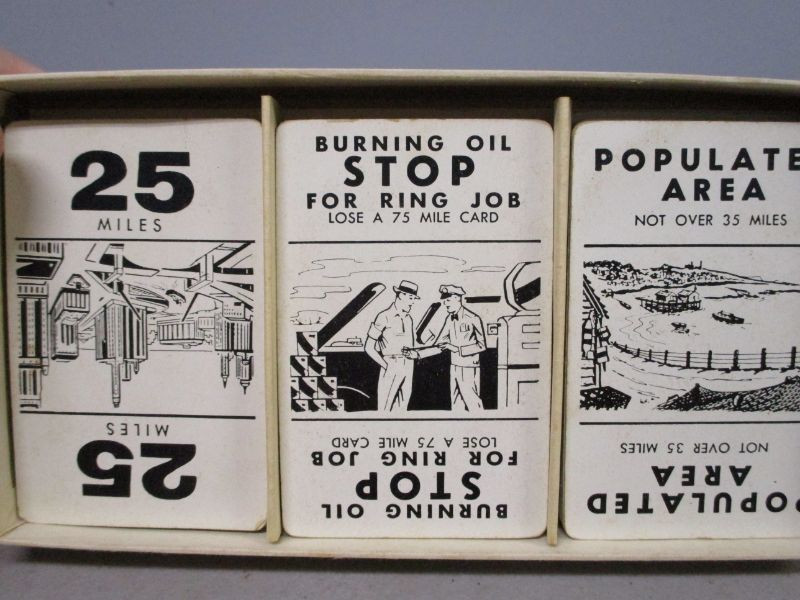 25
MILES
MILES
25
BURNING OIL
STOP
FOR RING JOB
LOSE A 75 MILE CARD
LOSE A 75 MILE CARD
FOR RING JOB
STOP
BURNING OIL
POPULATE
AREA
NOT OVER 35 MILES
NOT OVER 35 MILES
AREA
POPULATED